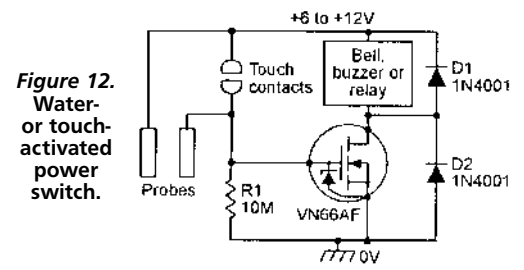 Figure 12.
Water-
or touch-
activated
power
switch.
+6 to +12V
Touch
contacts
Bell,
buzzer or
relay
D1
1N4001
Probes
R1
10M
VN66AF
D2
1N4001
0V